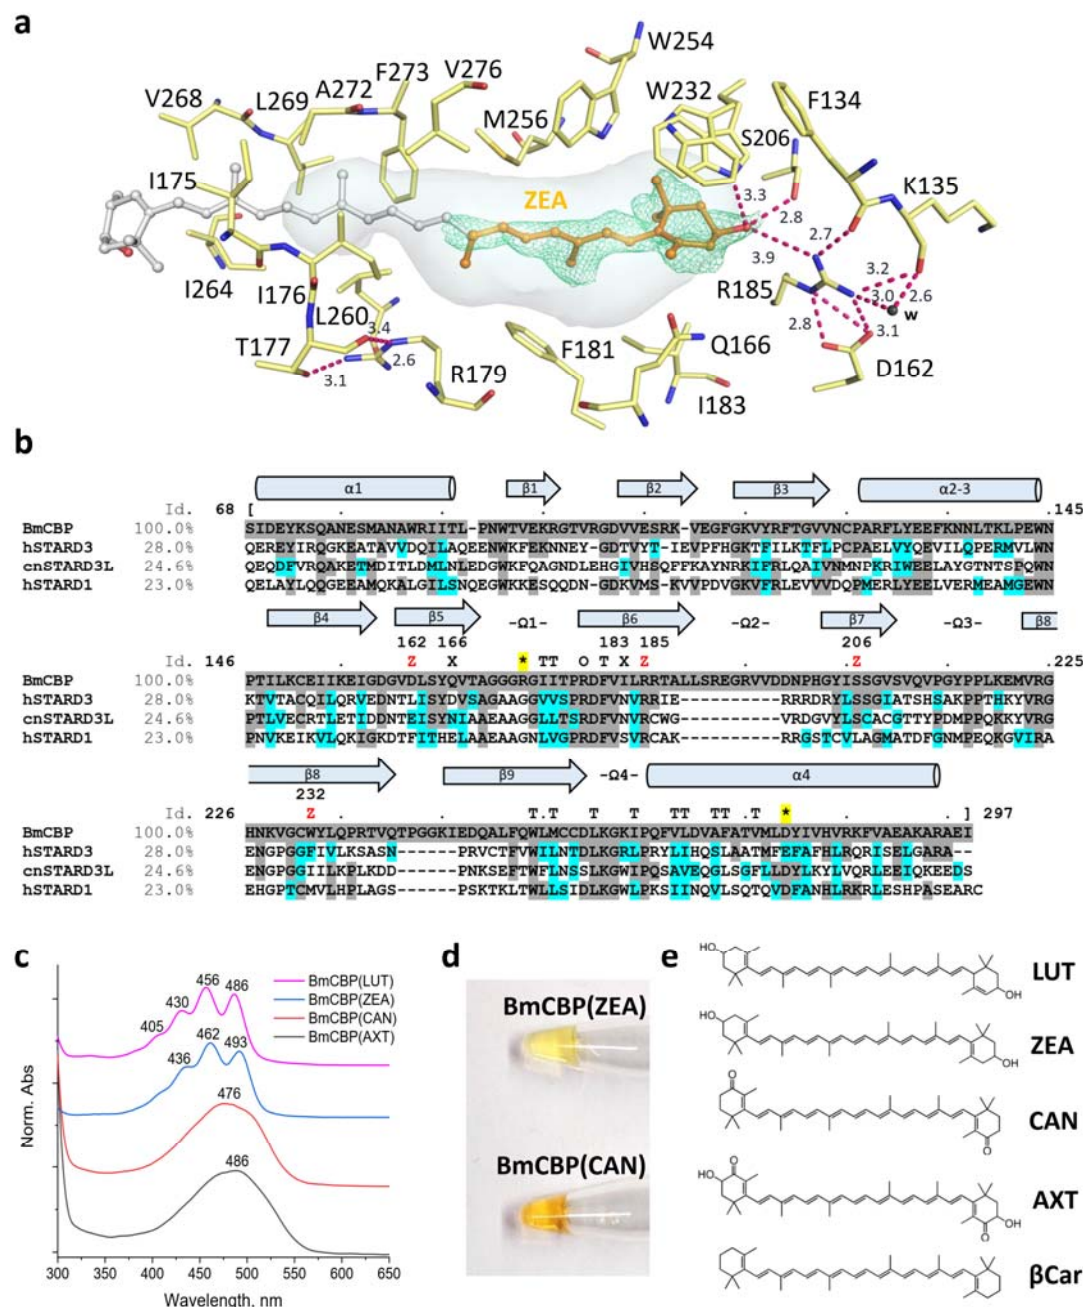 a
W254
F273
V276
A272
V268
L269
W232
F134
M256
S206
I175
ZEA
K135
3.3
2.8
2.7
3.9
3.2
R185
3.0
2.6
w
I264
I176
L260
3.4
2.8
3.1
T177
2.6
Q166
D162
F181
3.1
R179
I183
b
α1 β1 β2 β3 α2-3
Id. 68 [ . . . . . . . 145
BmCBP 100.0% SIDEYKSQANESMANAWRIITL-PNWTVEKRGTVRGDVVESRK-VEGFGKVYRFTGVVNCPARFLYEEFKNNLTKLPEWN
hSTARD3 28.0% QEREYIRQGKEATAVVDQILAQEENWKFEKNNEY-GDTVYT-IEVPFHGKTFILKTFLPCPAELVYQEVILQPERMVLWN
cnSTARD3L 24.6% QEQDFVRQAKETMDITLDMLNLEDGWKFQAGNDLEHGIVHSQFFKAYNRKIFRLQAIVNMNPKRIWEELAYGTNTSPQWN
hSTARD1 23.0% QELAYLQQGEEAMQKALGILSNQEGWKKESQQDN-GDKVMS-KVVPDVGKVFRLEVVVDQPMERLYEELVERMEAMGEWN
β4 β5 -Ω1- β6 -Ω2- β7 -Ω3- β8
162 166 183 185 206
Id. 146 . . Z X * TT O T X Z . . Z . . 225
BmCBP 100.0% PTILKCEIIKEIGDGVDLSYQVTAGGGRGIITPRDFVILRRTALLSREGRVVDDNPHGYISSGVSVQVPGYPPLKEMVRG
hSTARD3 28.0% KTVTACQILQRVEDNTLISYDVSAGAAGGVVSPRDFVNVRRIE----------RRRDRYLSSGIATSHSAKPPTHKYVRG
cnSTARD3L 24.6% PTLVECRTLETIDDNTEISYNIAAEAAGGLLTSRDFVNVRCWG----------VRDGVYLSCACGTTYPDMPPQKKYVRG
hSTARD1 23.0% PNVKEIKVLQKIGKDTFITHELAAEAAGNLVGPRDFVSVRCAK----------RRGSTCVLAGMATDFGNMPEQKGVIRA
β8 β9 -Ω4- α4
232
Id. 226 Z . . T.T T T TT TT .T * . ] 297
BmCBP 100.0% HNKVGCWYLQPRTVQTPGGKIEDQALFQWLMCCDLKGKIPQFVLDVAFATVMLDYIVHVRKFVAEAKARAEI
hSTARD3 28.0% ENGPGGFIVLKSASN------PRVCTFVWILNTDLKGRLPRYLIHQSLAATMFEFAFHLRQRISELGARA--
cnSTARD3L 24.6% ENGPGGIILKPLKDD------PNKSEFTWFLNSSLKGWIPQSAVEQGLSGFLLDYLKYLVQRLEEIQKEEDS
hSTARD1 23.0% EHGPTCMVLHPLAGS------PSKTKLTWLLSIDLKGWLPKSIINQVLSQTQVDFANHLRKRLESHPASEARC
c
456
486
430
405
462
493
436
476
486
BmCBP(LUT)
BmCBP(ZEA)
BmCBP(CAN)
BmCBP(AXT)
Norm. Abs
300 350 400 450 500 550 600 650
Wavelength, nm
d
BmCBP(ZEA)
BmCBP(CAN)
e
HO
OH
LUT
HO
OH
ZEA
O
O
CAN
HO
O
O
OH
AXT
βCar